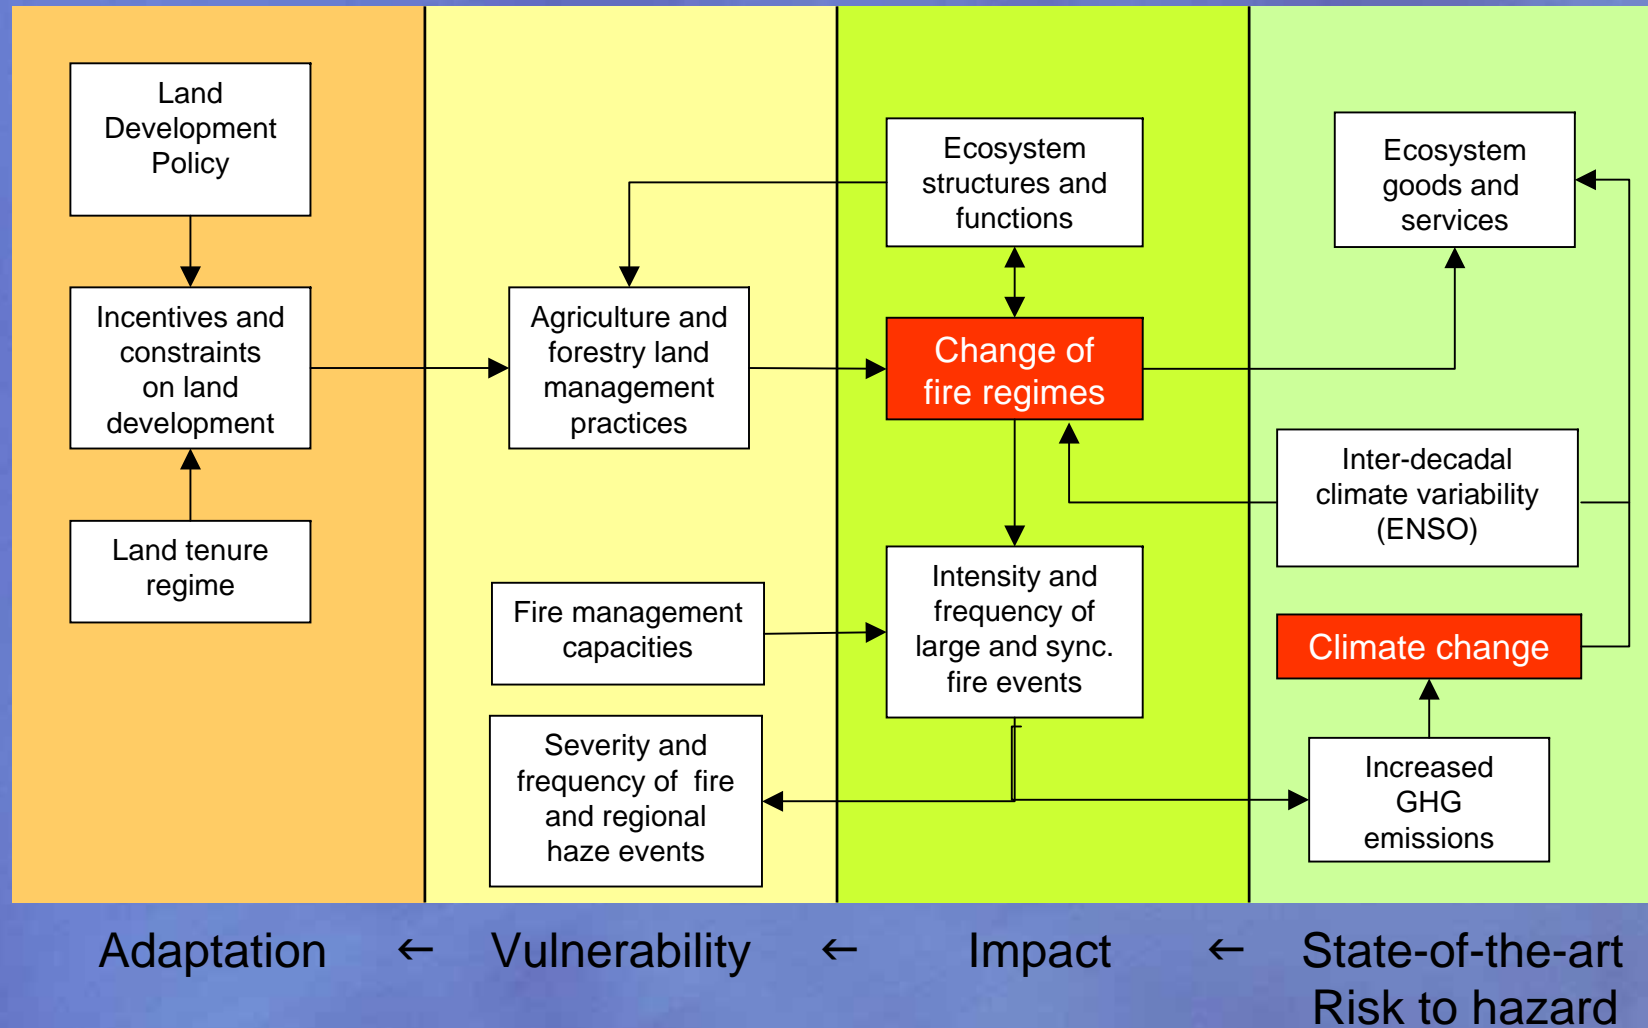 Land
Development
Policy
Incentives and
constraints
on land
development
Land tenure
regime
Agriculture and
forestry land
management
practices
Fire management
capacities
Severity and
frequency of  fire
and regional
haze events
Ecosystem
structures and
functions
Change of
fire regimes
Intensity and
frequency of
large and sync.
fire events
Ecosystem
goods and
services
Inter-decadal
climate variability
(ENSO)
Climate change
Increased
GHG
emissions
Adaptation ← Vulnerability ← Impact ← State-of-the-art
Risk to hazard